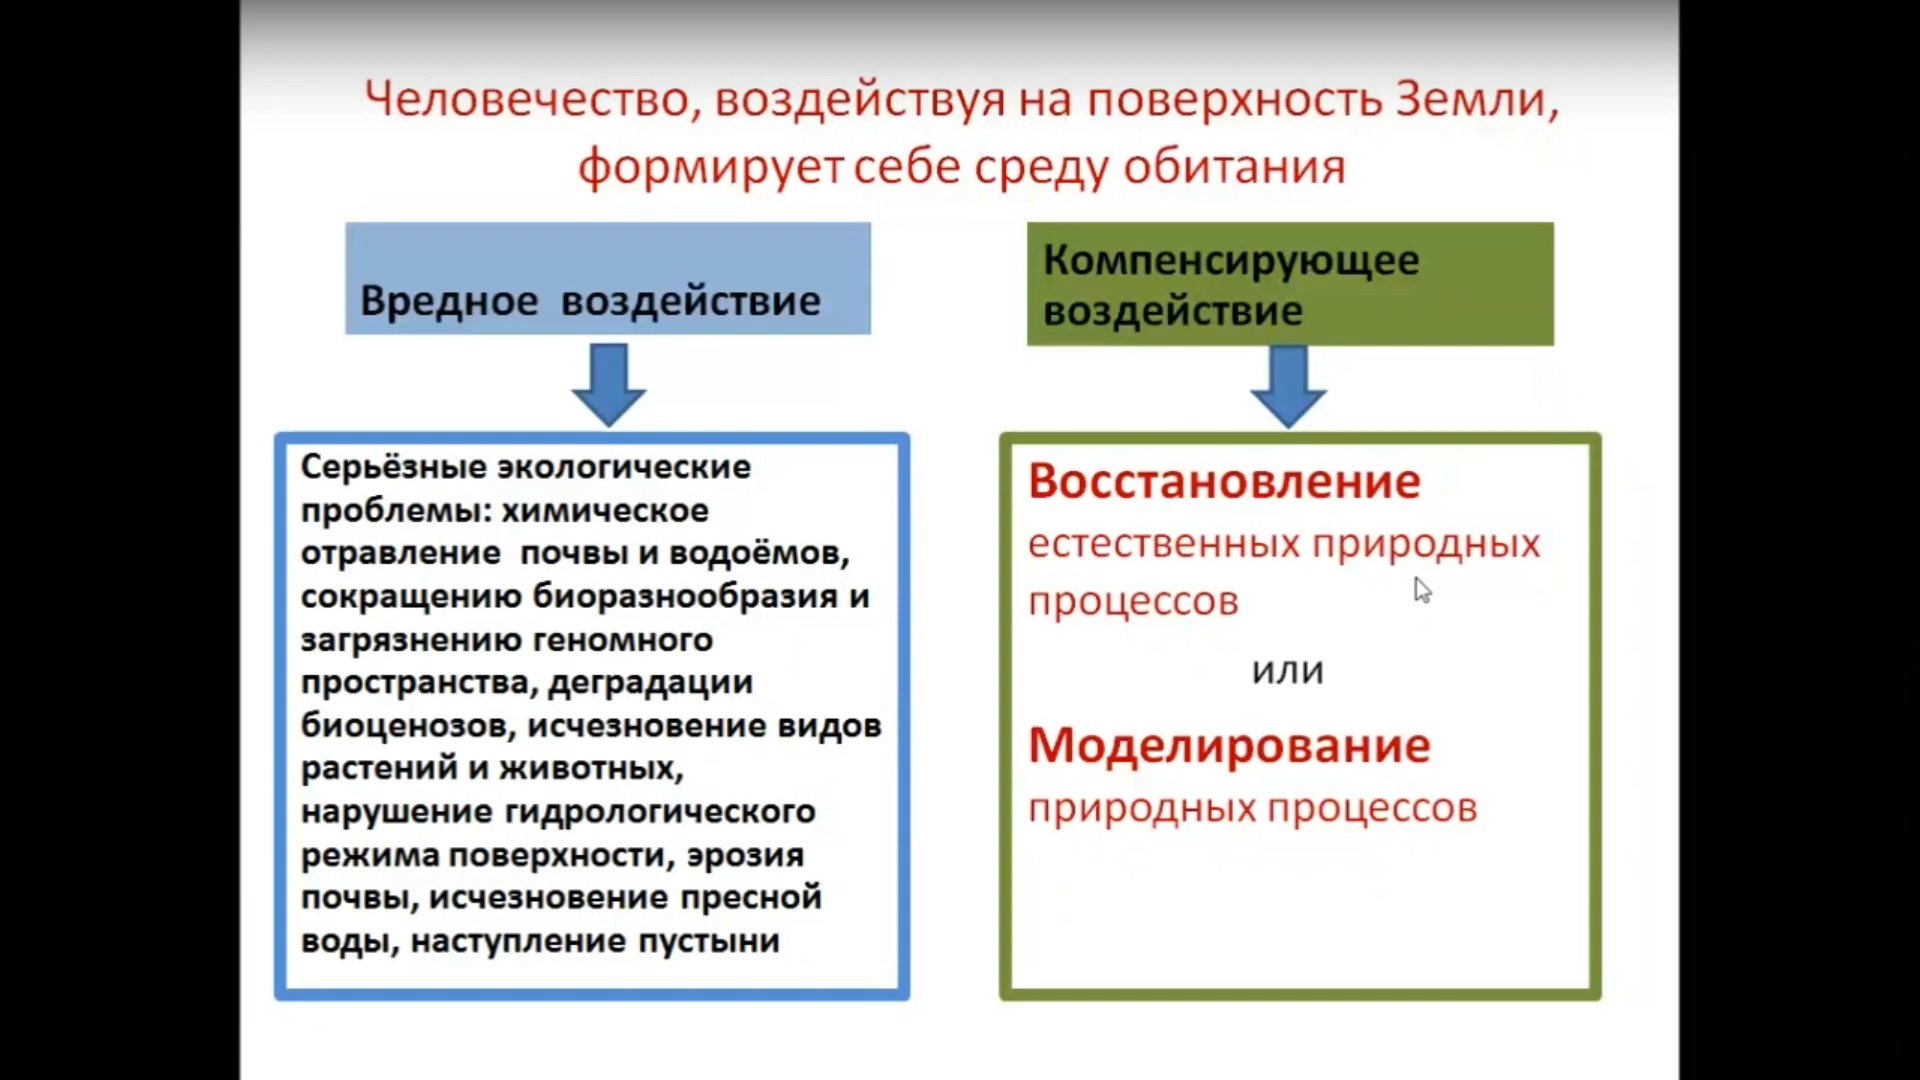 Человечество, воздействуя на поверхность Земли,
формирует себе среду обитания
Вредное воздействие
Серьёзные экологические
проблемы: химическое
отравление почвы и водоёмов,
сокращению биоразнообразия и
загрязнению геномного
пространства, деградации
биоценозов, исчезновение видов
растений и животных,
нарушение гидрологического
режима поверхности, эрозия
почвы, исчезновение пресной
воды, наступление пустыни
Компенсирующее
воздействие
Восстановление
естественных природных
процессов
или
Моделирование
природных процессов